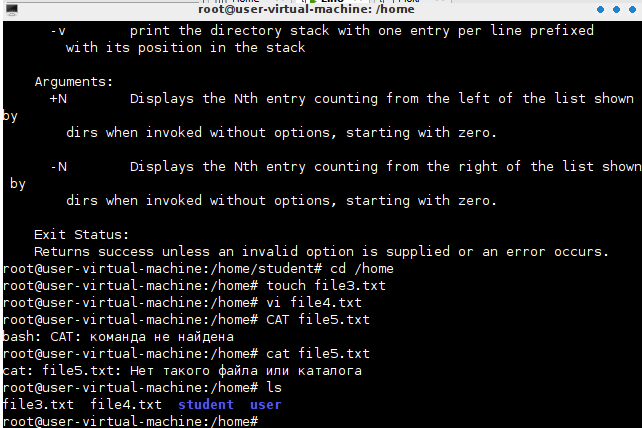 root@user-virtual-machine: /home
-v        print the directory stack with one entry per line prefixed
with its position in the stack
Arguments:
+N        Displays the Nth entry counting from the left of the list shown
by
dirs when invoked without options, starting with zero.
-N        Displays the Nth entry counting from the right of the list shown
by
dirs when invoked without options, starting with zero.
Exit Status:
Returns success unless an invalid option is supplied or an error occurs.
root@user-virtual-machine:/home/student# cd /home
root@user-virtual-machine:/home# touch file3.txt
root@user-virtual-machine:/home# vi file4.txt
root@user-virtual-machine:/home# CAT file5.txt
bash: CAT: команда не найдена
root@user-virtual-machine:/home# cat file5.txt
cat: file5.txt: Нет такого файла или каталога
root@user-virtual-machine:/home# ls
file3.txt  file4.txt  student  user
root@user-virtual-machine:/home#